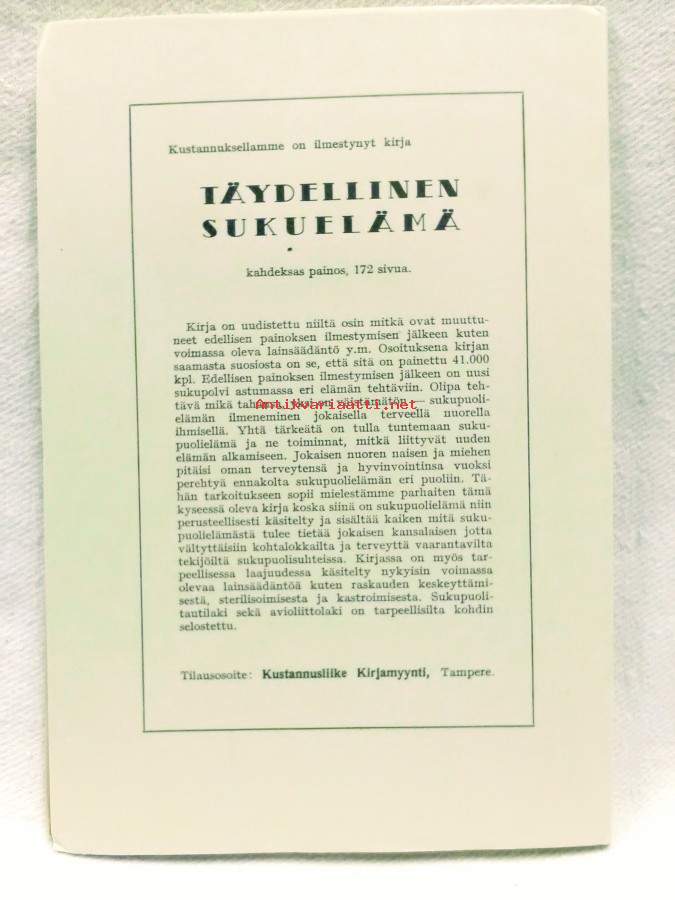 Kustannuksellamme on ilmestynyt kirja
TÄYDELLINEN
SUKUELÄMÄ
kahdeksas painos, 172 sivua.
Kirja on uudistettu niiltä osin mitkä ovat muuttu-
neet edellisen painoksen ilmestymisen jälkeen kuten
voimassa oleva lainsäädäntö y.m. Osoituksena kirjan
saamasta suosiosta on se, että sitä on painettu 41.000
kpl. Edellisen painoksen ilmestymisen jälkeen on uusi
sukupolvi astumassa eri elämän tehtäviin. Olipa teh-
tävä mikä tahansa, yksi on väistämätön — sukupuoli-
Antikvariaatti.net
elämän ilmeneminen jokaisella terveellä nuorella
ihmisellä. Yhtä tärkeätä on tulla tuntemaan suku-
puolielämä ja ne toiminnat, mitkä liittyvät uuden
elämän alkamiseen. Jokaisen nuoren naisen ja miehen
pitäisi oman terveytensä ja hyvinvointinsa vuoksi
perehtyä ennakolta sukupuolielämän eri puoliin. Tä-
hän tarkoitukseen sopii mielestämme parhaiten tämä
kyseessä oleva kirja koska siinä on sukupuolielämä niin
perusteellisesti käsitelty ja sisältää kaiken mitä suku-
puolielämästä tulee tietää jokaisen kansalaisen jotta
vältyttäisiin kohtalokkailta ja terveyttä vaarantavilta
tekijöiltä sukupuolisuhteissa. Kirjassa on myös tar-
peellisessa laajuudessa käsitelty nykyisin voimassa
olevaa lainsäädäntöä kuten raskauden keskeyttämi-
sestä, sterilisoimisesta ja kastroimisesta. Sukupuoli-
tautilaki sekä avioliittolaki on tarpeellisilta kohdin
selostettu.
Tilausosoite: Kustannusliike Kirjamyynti, Tampere.